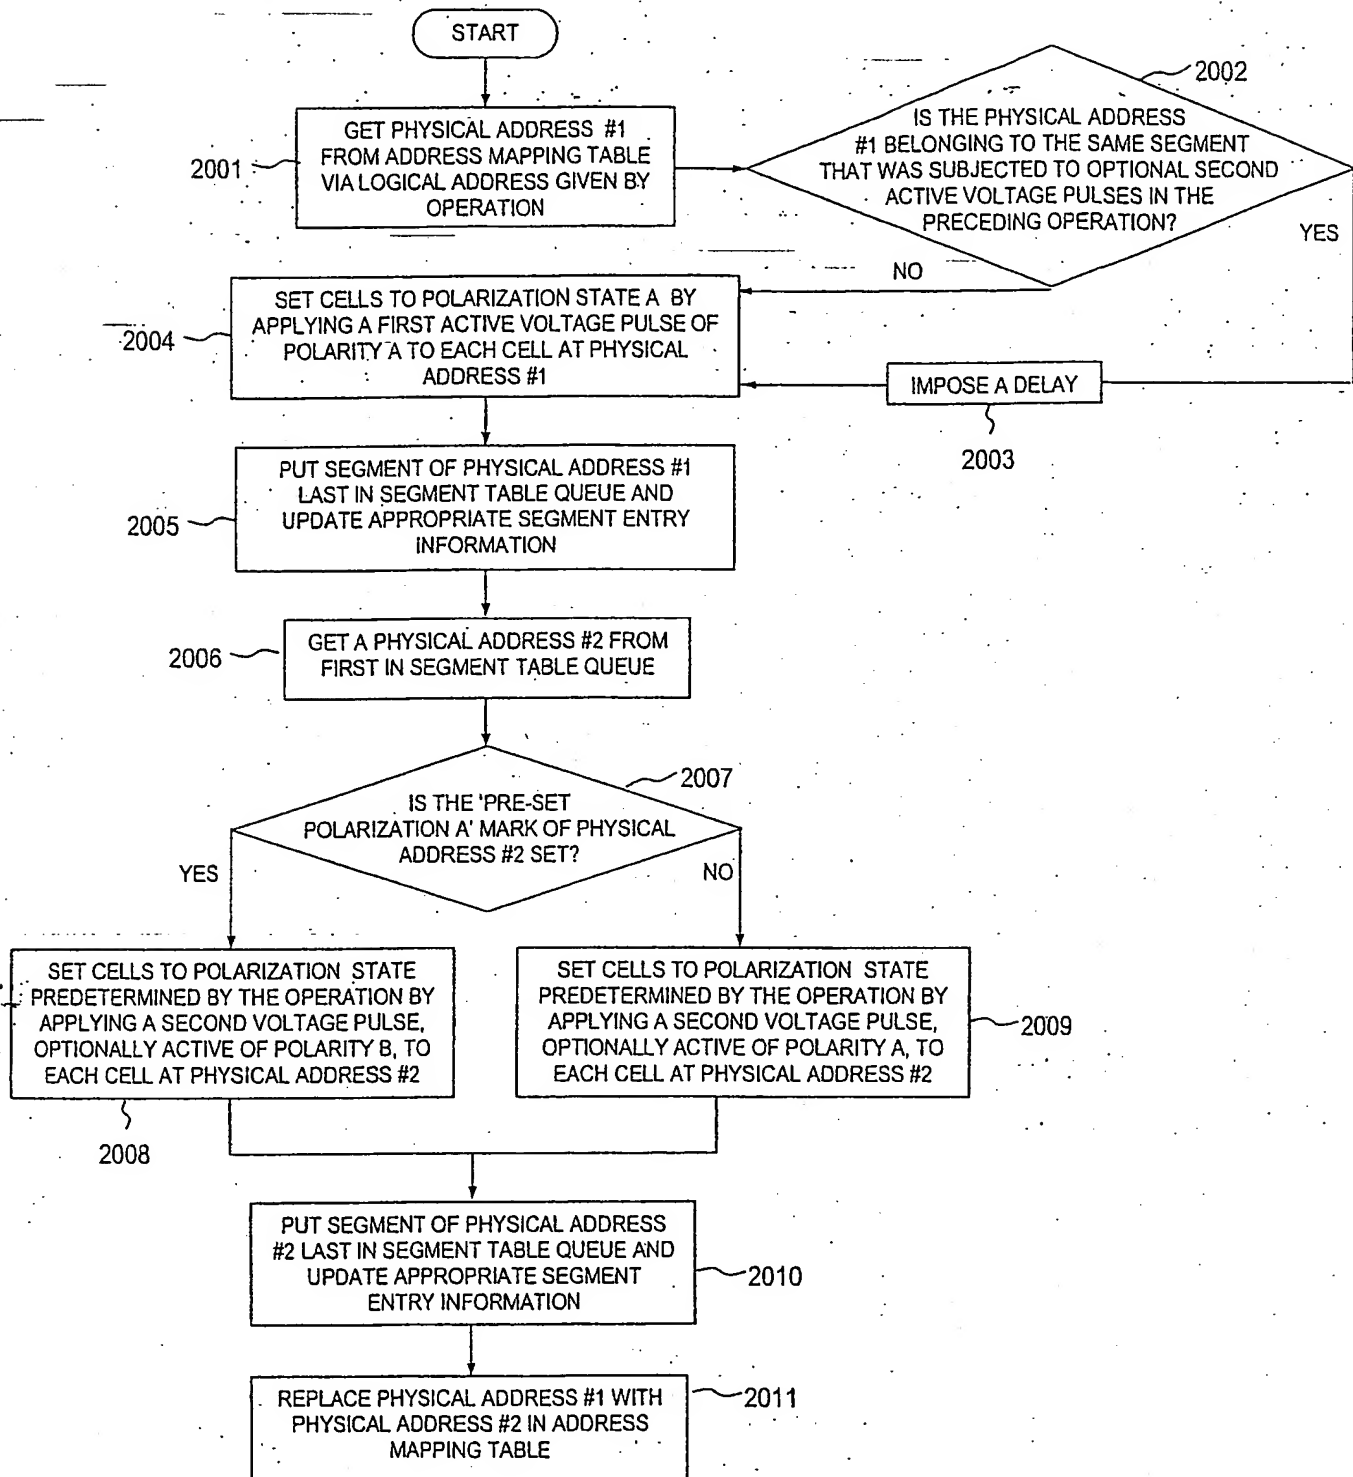 START
2001
GET PHYSICAL ADDRESS #1
FROM ADDRESS MAPPING TABLE
VIA LOGICAL ADDRESS GIVEN BY
OPERATION
2002
IS THE PHYSICAL ADDRESS
#1 BELONGING TO THE SAME SEGMENT
THAT WAS SUBJECTED TO OPTIONAL SECOND
ACTIVE VOLTAGE PULSES IN THE
PRECEDING OPERATION?
YES
NO
2004
SET CELLS TO POLARIZATION STATE A BY
APPLYING A FIRST ACTIVE VOLTAGE PULSE OF
POLARITY A TO EACH CELL AT PHYSICAL
ADDRESS #1
IMPOSE A DELAY
2003
2005
PUT SEGMENT OF PHYSICAL ADDRESS #1
LAST IN SEGMENT TABLE QUEUE AND
UPDATE APPROPRIATE SEGMENT ENTRY
INFORMATION
2006
GET A PHYSICAL ADDRESS #2 FROM
FIRST IN SEGMENT TABLE QUEUE
2007
IS THE 'PRE-SET
POLARIZATION A' MARK OF PHYSICAL
ADDRESS #2 SET?
YES
NO
SET CELLS TO POLARIZATION STATE
PREDETERMINED BY THE OPERATION BY
APPLYING A SECOND VOLTAGE PULSE,
OPTIONALLY ACTIVE OF POLARITY B, TO
EACH CELL AT PHYSICAL ADDRESS #2
2008
SET CELLS TO POLARIZATION STATE
PREDETERMINED BY THE OPERATION BY
APPLYING A SECOND VOLTAGE PULSE,
OPTIONALLY ACTIVE OF POLARITY A, TO
EACH CELL AT PHYSICAL ADDRESS #2
2009
PUT SEGMENT OF PHYSICAL ADDRESS
#2 LAST IN SEGMENT TABLE QUEUE AND
UPDATE APPROPRIATE SEGMENT
ENTRY INFORMATION
2010
REPLACE PHYSICAL ADDRESS #1 WITH
PHYSICAL ADDRESS #2 IN ADDRESS
MAPPING TABLE
2011